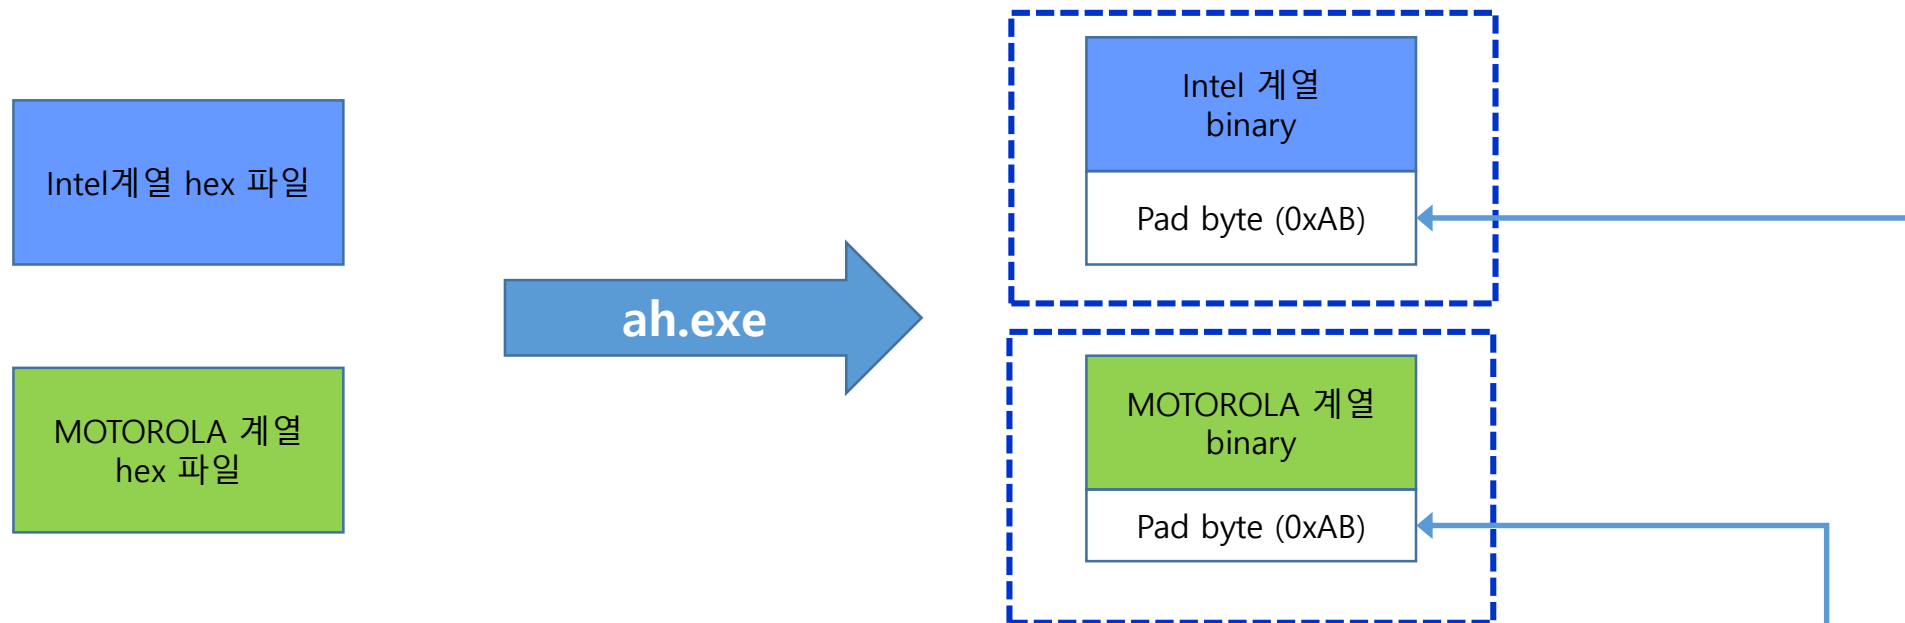 Intel계열 hex 파일
MOTOROLA 계열
hex 파일
ah.exe
Intel 계열
binary
Pad byte (0xAB)
MOTOROLA 계열
binary
Pad byte (0xAB)